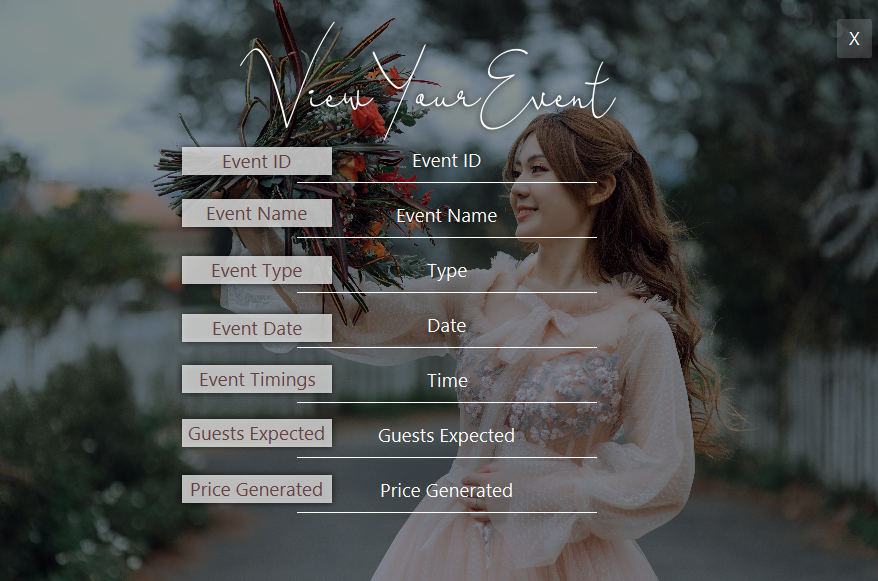 X
View Your Event
Event ID Event ID
Event Name Event Name
Event Type Type
Event Date Date
Event Timings Time
Guests Expected Guests Expected
Price Generated Price Generated